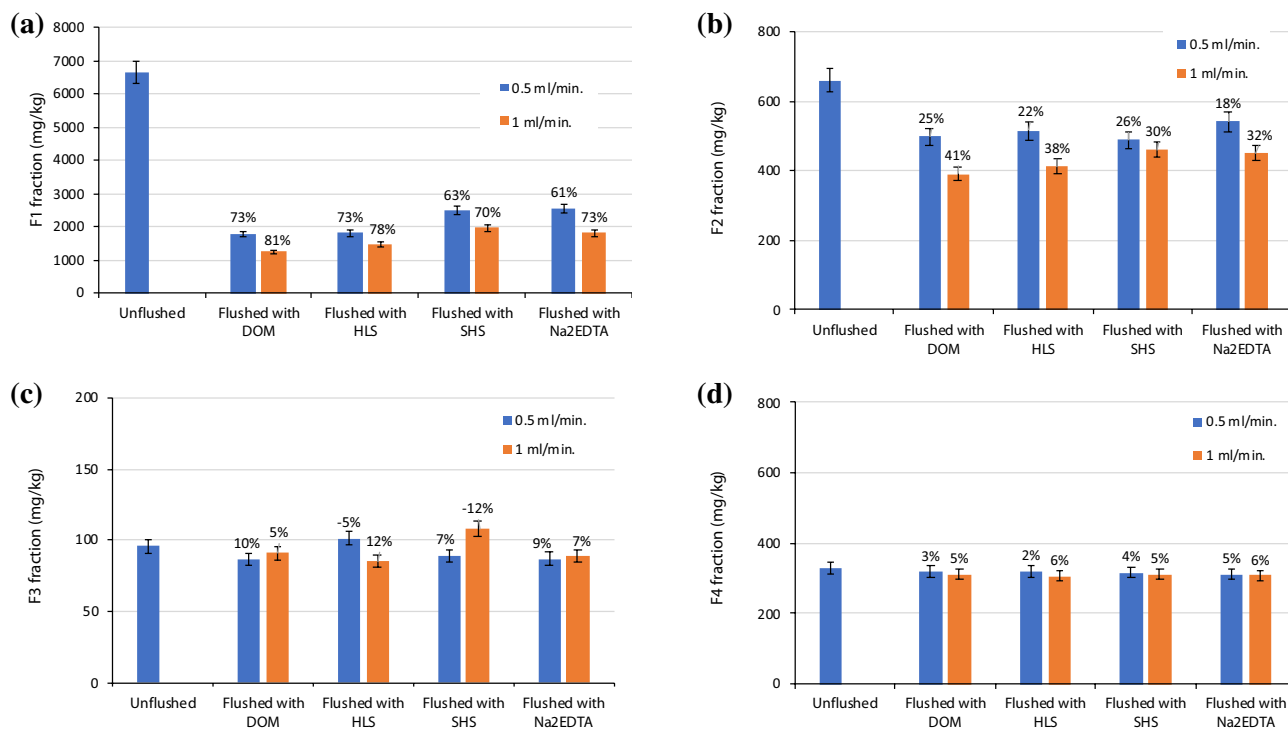 (a)
8000
7000
6000
5000
4000
3000
2000
1000
0
F1 fraction (mg/kg)
0.5 ml/min.
1 ml/min.
73%
81%
73%
78%
63%
70%
61%
73%
Unflushed
Flushed with
DOM
Flushed with
HLS
Flushed with
SHS
Flushed with
Na2EDTA
(b)
800
600
400
200
0
F2 fraction (mg/kg)
0.5 ml/min.
1 ml/min.
25%
41%
22%
38%
26%
30%
18%
32%
Unflushed
Flushed with
DOM
Flushed with
HLS
Flushed with
SHS
Flushed with
Na2EDTA
(c)
200
150
100
50
0
F3 fraction (mg/kg)
0.5 ml/min.
1 ml/min.
10%
5%
-5%
12%
7%
-12%
9%
7%
Unflushed
Flushed with
DOM
Flushed with
HLS
Flushed with
SHS
Flushed with
Na2EDTA
(d)
800
600
400
200
0
F4 fraction (mg/kg)
0.5 ml/min.
1 ml/min.
3%
5%
2%
6%
4%
5%
5%
6%
Unflushed
Flushed with
DOM
Flushed with
HLS
Flushed with
SHS
Flushed with
Na2EDTA